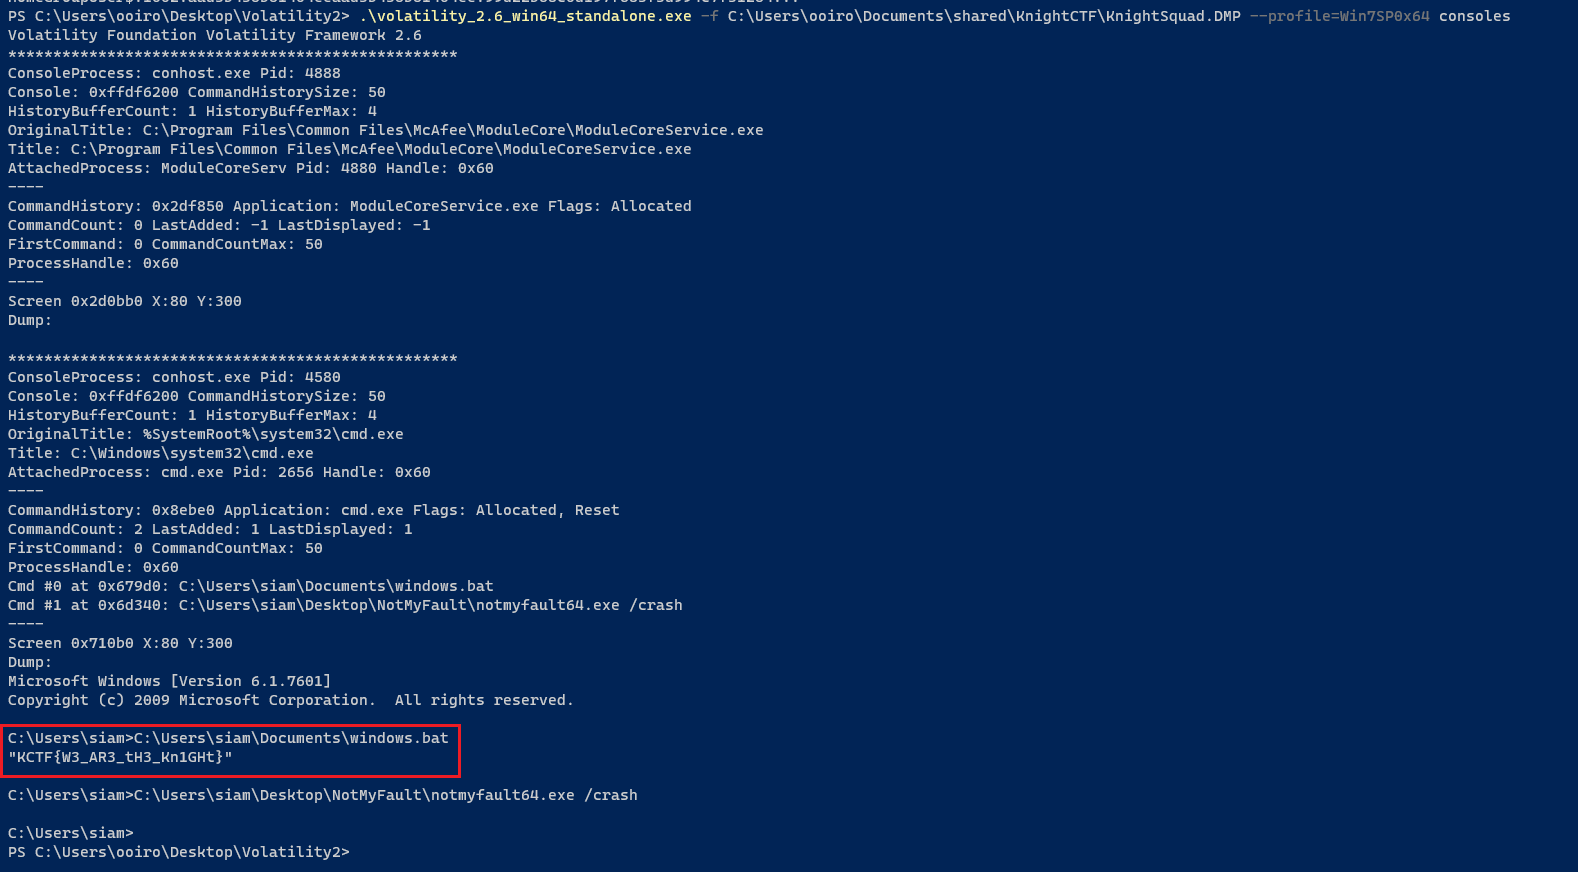 PS C:\Users\ooiro\Desktop\Volatility2> .\volatility_2.6_win64_standalone.exe -f C:\Users\ooiro\Documents\shared\KnightCTF\KnightSquad.DMP --profile=Win7SP0x64 consoles
Volatility Foundation Volatility Framework 2.6
**************************************************
ConsoleProcess: conhost.exe Pid: 4888
Console: 0xffdf6200 CommandHistorySize: 50
HistoryBufferCount: 1 HistoryBufferMax: 4
OriginalTitle: C:\Program Files\Common Files\McAfee\ModuleCore\ModuleCoreService.exe
Title: C:\Program Files\Common Files\McAfee\ModuleCore\ModuleCoreService.exe
AttachedProcess: ModuleCoreServ Pid: 4880 Handle: 0x60
----
CommandHistory: 0x2df850 Application: ModuleCoreService.exe Flags: Allocated
CommandCount: 0 LastAdded: -1 LastDisplayed: -1
FirstCommand: 0 CommandCountMax: 50
ProcessHandle: 0x60
----
Screen 0x2d0bb0 X:80 Y:300
Dump:
**************************************************
ConsoleProcess: conhost.exe Pid: 4580
Console: 0xffdf6200 CommandHistorySize: 50
HistoryBufferCount: 1 HistoryBufferMax: 4
OriginalTitle: %SystemRoot%\system32\cmd.exe
Title: C:\Windows\system32\cmd.exe
AttachedProcess: cmd.exe Pid: 2656 Handle: 0x60
----
CommandHistory: 0x8ebe0 Application: cmd.exe Flags: Allocated, Reset
CommandCount: 2 LastAdded: 1 LastDisplayed: 1
FirstCommand: 0 CommandCountMax: 50
ProcessHandle: 0x60
Cmd #0 at 0x679d0: C:\Users\siam\Documents\windows.bat
Cmd #1 at 0x6d340: C:\Users\siam\Desktop\NotMyFault\notmyfault64.exe /crash
----
Screen 0x710b0 X:80 Y:300
Dump:
Microsoft Windows [Version 6.1.7601]
Copyright (c) 2009 Microsoft Corporation.  All rights reserved.
C:\Users\siam>C:\Users\siam\Documents\windows.bat
"KCTF{W3_AR3_tH3_Kn1GHt}"
C:\Users\siam>C:\Users\siam\Desktop\NotMyFault\notmyfault64.exe /crash
C:\Users\siam>
PS C:\Users\ooiro\Desktop\Volatility2>